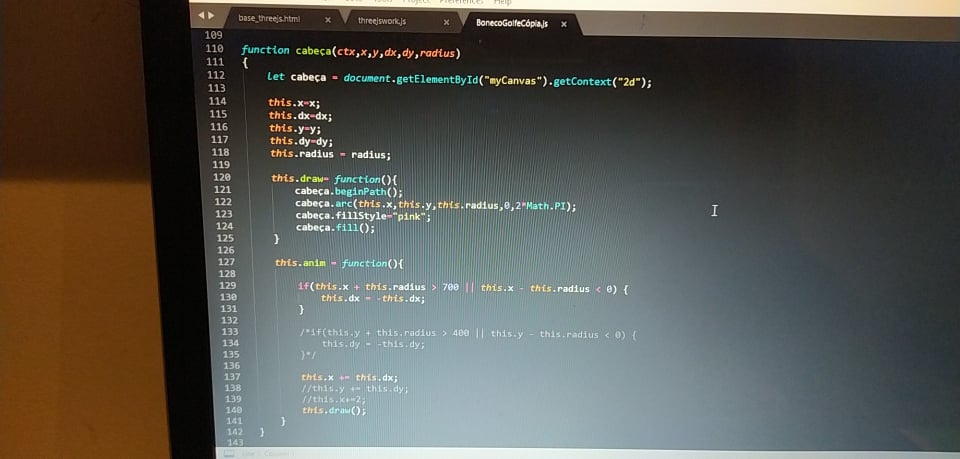 Preferences Help
base_threejs.html × threejswork.js × BonecoGolfeCópia.js ×
109
110 function cabeça(ctx,x,y,dx,dy,radius)
111 {
112 let cabeça = document.getElementById("myCanvas").getContext("2d");
113
114 this.x=x;
115 this.dx=dx;
116 this.y=y;
117 this.dy=dy;
118 this.radius = radius;
119
120 this.draw= function(){
121 cabeça.beginPath();
122 cabeça.arc(this.x,this.y,this.radius,0,2*Math.PI);
123 cabeça.fillStyle="pink";
124 cabeça.fill();
125 }
126
127 this.anim = function(){
128
129 if(this.x + this.radius > 700 || this.x - this.radius < 0) {
130 this.dx = -this.dx;
131 }
132
133 /*if(this.y + this.radius > 400 || this.y - this.radius < 0) {
134 this.dy = -this.dy;
135 }*/
136
137 this.x += this.dx;
138 //this.y += this.dy;
139 //this.x+=2;
140 this.draw();
141 }
142 }
143